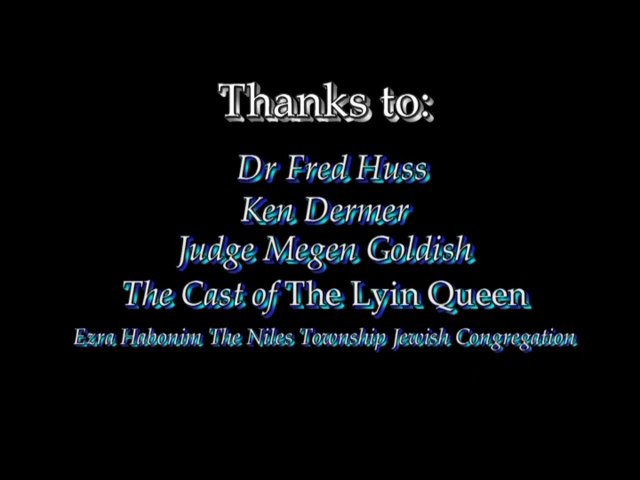 Thanks to:
Dr Fred Huss
Ken Dermer
Judge Megen Goldish
The Cast of The Lyin Queen
Ezra Habonim The Niles Township Jewish Congregation